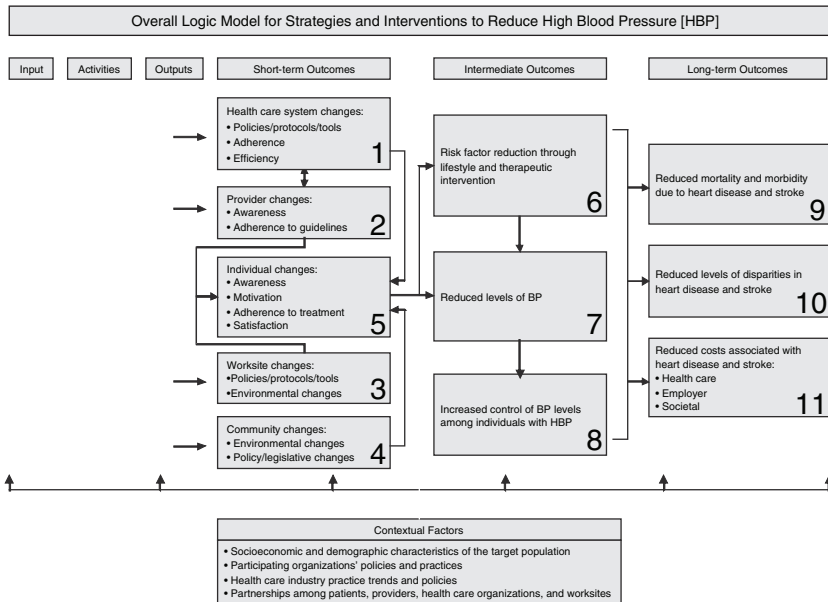 Overall Logic Model for Strategies and Interventions to Reduce High Blood Pressure [HBP]
Input
Activities
Outputs
Short-term Outcomes
Intermediate Outcomes
Long-term Outcomes
Health care system changes:
• Policies/protocols/tools
• Adherence
• Efficiency
1
Provider changes:
• Awareness
• Adherence to guidelines
2
Individual changes:
• Awareness
• Motivation
• Adherence to treatment
• Satisfaction
5
Worksite changes:
•Policies/protocols/tools
•Environmental changes
3
Community changes:
• Environmental changes
• Policy/legislative changes
4
Risk factor reduction through
lifestyle and therapeutic
intervention
6
Reduced levels of BP
7
Increased control of BP levels
among individuals with HBP
8
Reduced mortality and morbidity
due to heart disease and stroke
9
Reduced levels of disparities in
heart disease and stroke
10
Reduced costs associated with
heart disease and stroke:
• Health care
• Employer
• Societal
11
Contextual Factors
• Socioeconomic and demographic characteristics of the target population
• Participating organizations' policies and practices
• Health care industry practice trends and policies
• Partnerships among patients, providers, health care organizations, and worksites